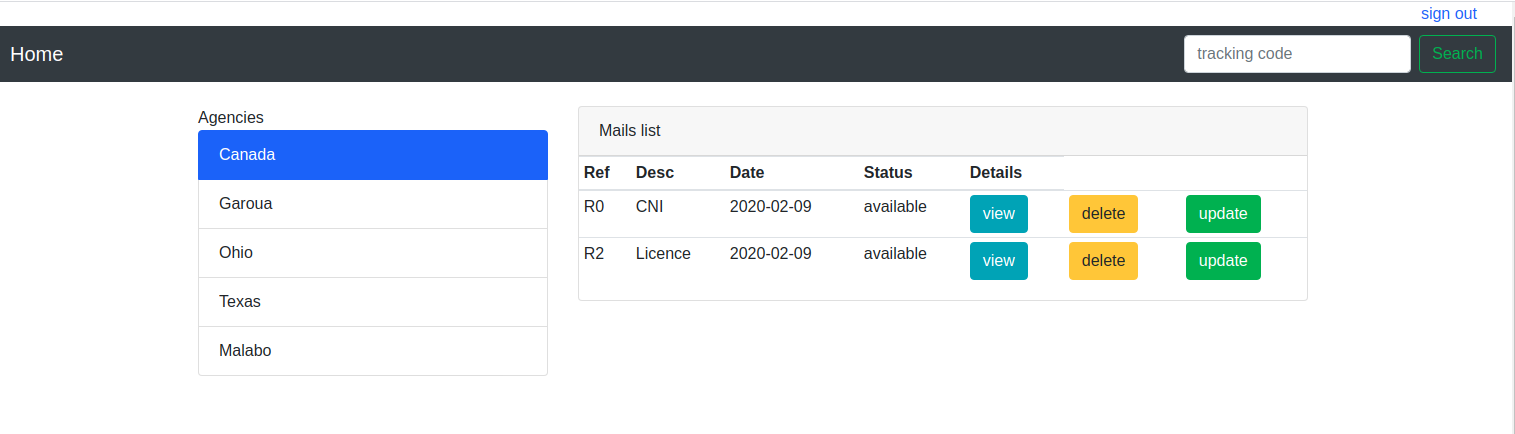 sign out
Home tracking code Search
Agencies
Canada
Garoua
Ohio
Texas
Malabo
Mails list
Ref Desc Date Status Details
R0 CNI 2020-02-09 available view delete update
R2 Licence 2020-02-09 available view delete update